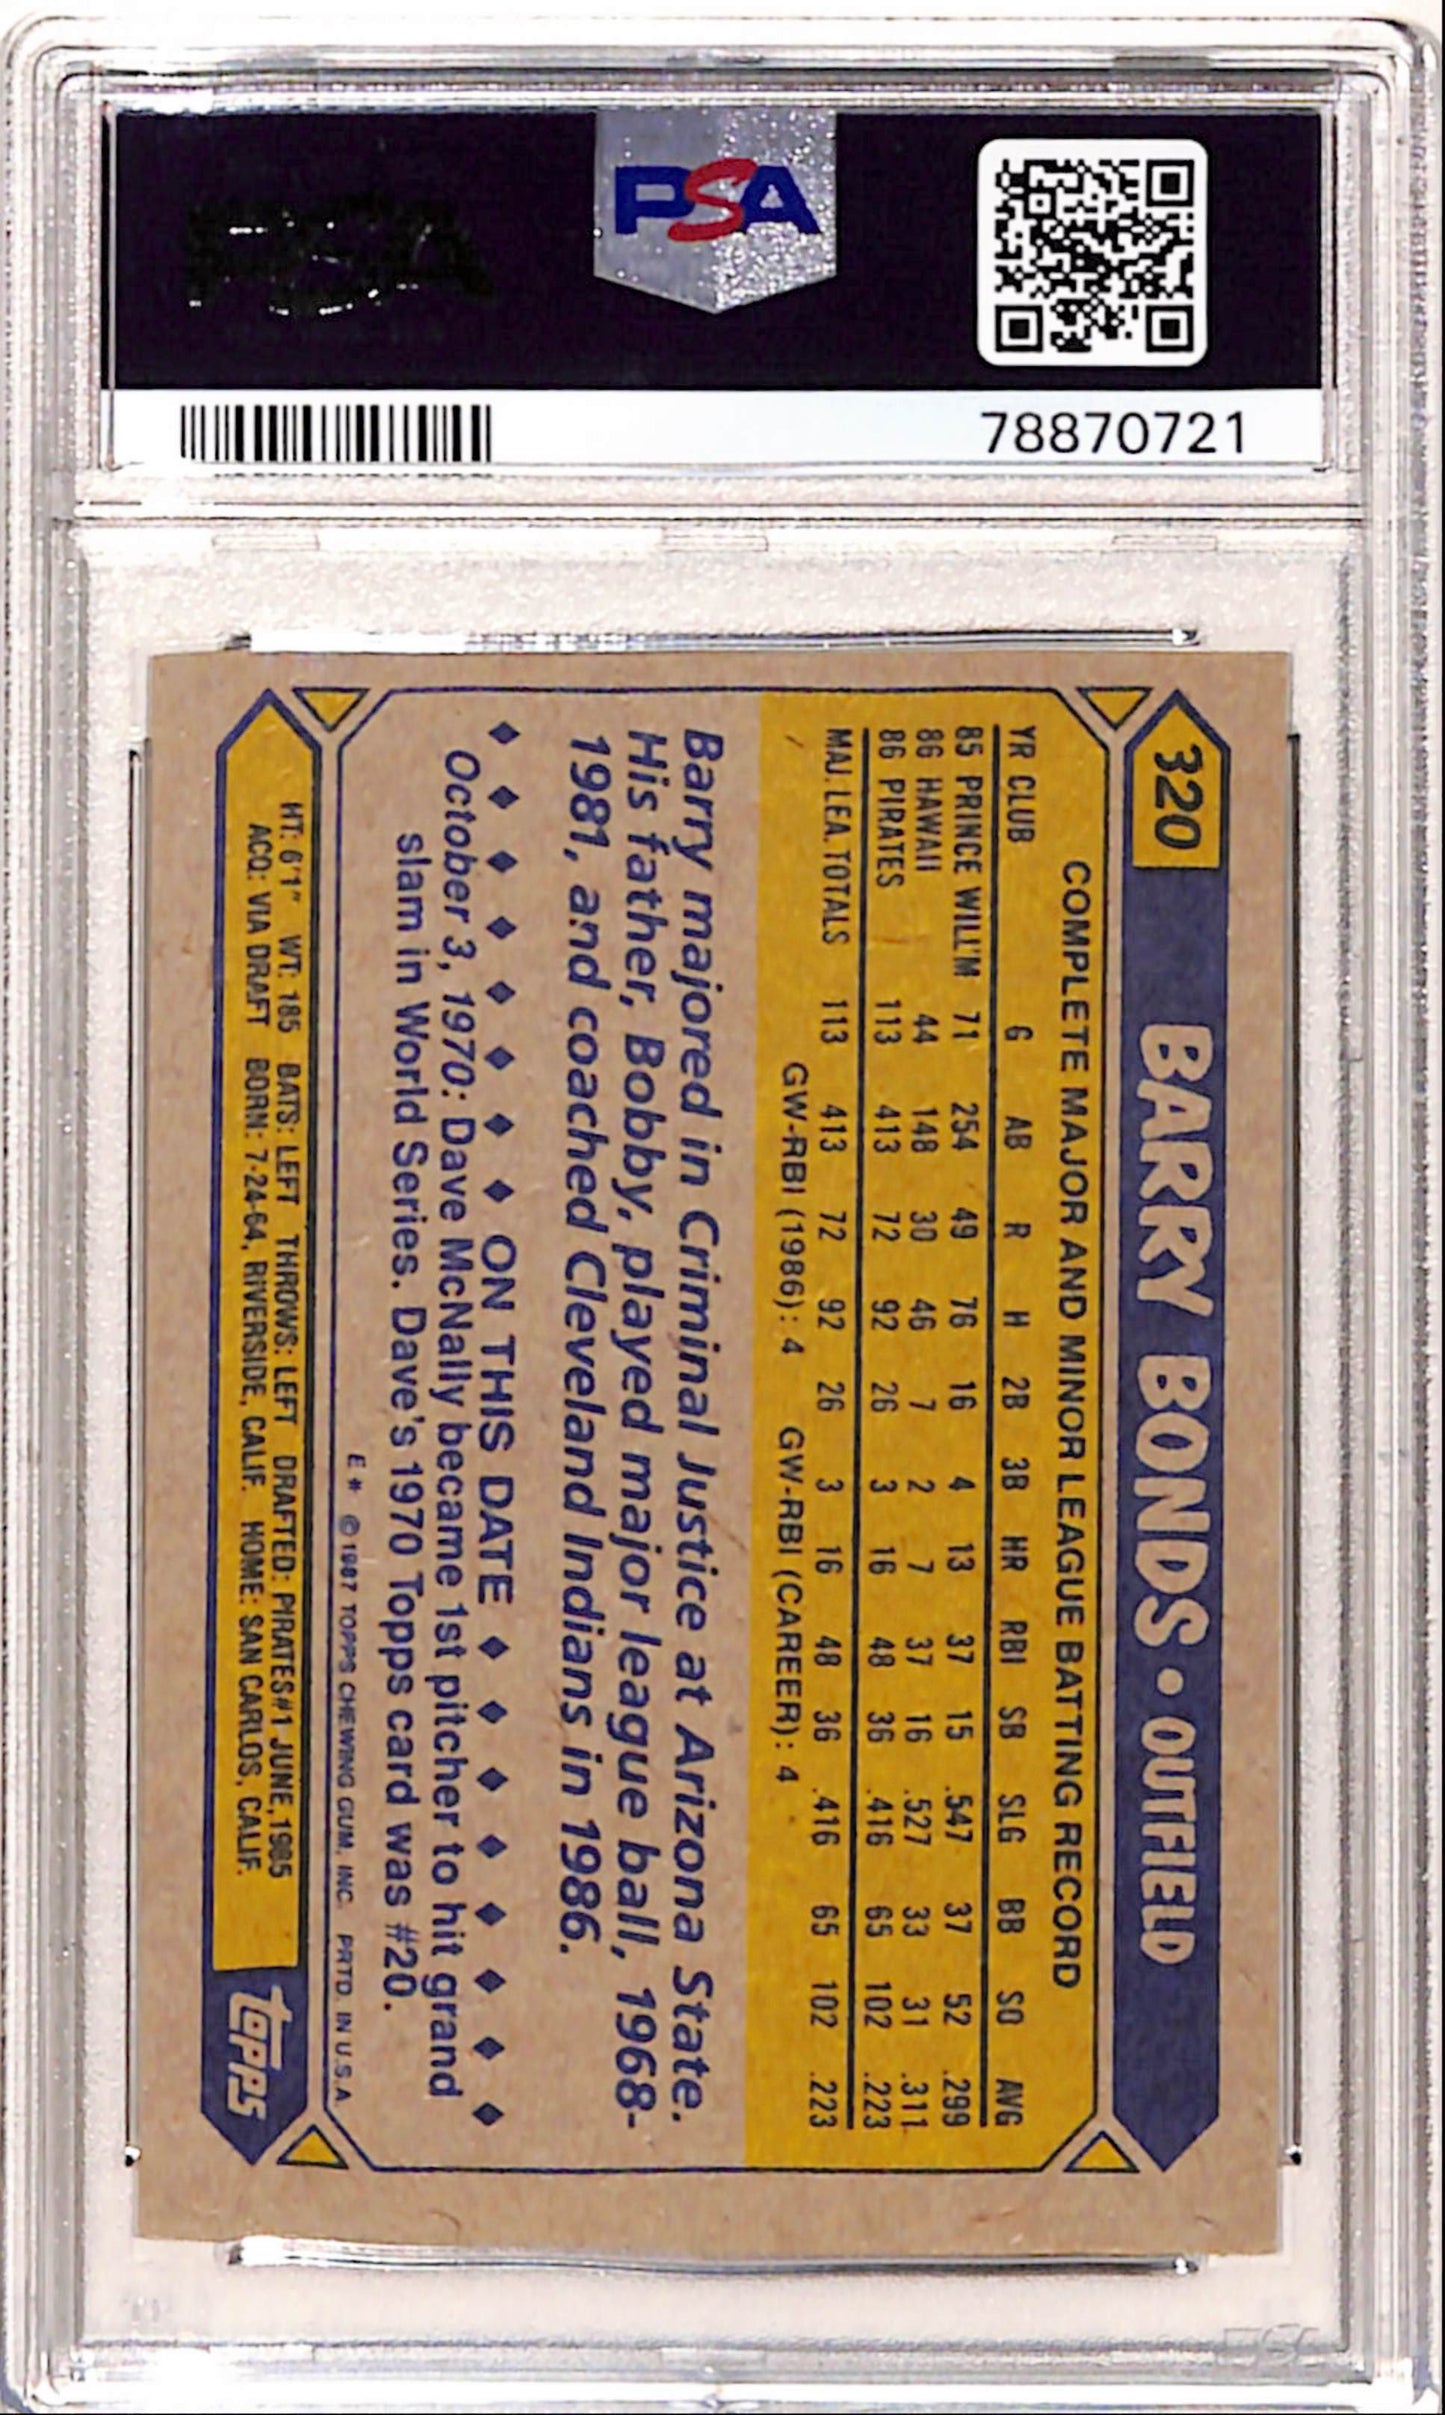 PSA
78870721
320
BARRY BONDS • OUTFIELD
COMPLETE MAJOR AND MINOR LEAGUE BATTING RECORD
YR CLUB G AB R H 2B 3B HR RBI SB SLG BB SO AVG
85 PRINCE WILL'M 71 254 49 76 16 4 13 37 15 .547 37 52 .299
86 HAWAII 44 148 30 46 7 2 7 37 16 .527 33 31 .311
86 PIRATES 113 413 72 92 26 3 16 48 36 .416 65 102 .223
MAJ. LEA. TOTALS 113 413 72 92 26 3 16 48 36 .416 65 102 .223
GW-RBI (1986): 4 GW-RBI (CAREER): 4
Barry majored in Criminal Justice at Arizona State.
His father, Bobby, played major league ball, 1968-
1981, and coached Cleveland Indians in 1986.
♦ ♦ ♦ ♦ ♦ ♦ ♦ ♦ ON THIS DATE ♦ ♦ ♦ ♦ ♦ ♦ ♦ ♦
October 3, 1970: Dave McNally became 1st pitcher to hit grand
slam in World Series. Dave's 1970 Topps card was #20.
E* ©1987 TOPPS CHEWING GUM, INC. PRTD. IN U.S.A.
HT: 6'1" WT: 185 BATS: LEFT THROWS: LEFT DRAFTED: PIRATES#1-JUNE, 1985
ACQ: VIA DRAFT BORN: 7-24-64, RIVERSIDE, CALIF. HOME: SAN CARLOS, CALIF.
topps